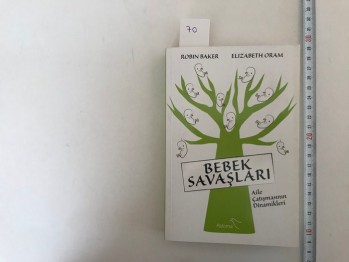 70
ROBIN BAKER ELIZABETH ORAM
BEBEK
SAVAŞLARI
Aile
Çatışmasının
Dinamikleri